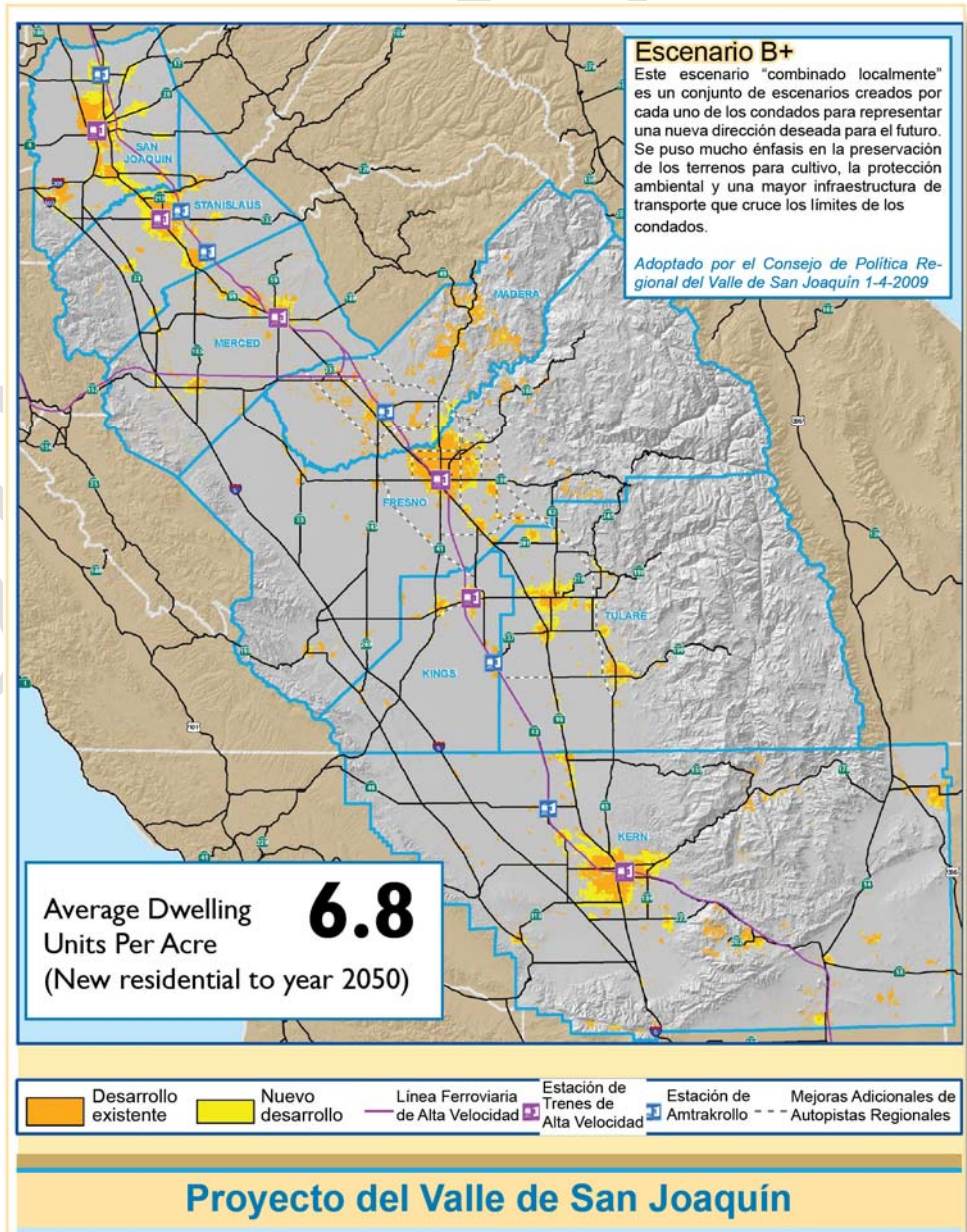 Escenario B+
Este escenario “combinado localmente”
es un conjunto de escenarios creados por
cada uno de los condados para representar
una nueva dirección deseada para el futuro.
Se puso mucho énfasis en la preservación
de los terrenos para cultivo, la protección
ambiental y una mayor infraestructura de
transporte que cruce los límites de los
condados.
Adoptado por el Consejo de Política Re-
gional del Valle de San Joaquín 1-4-2009
SAN
JOAQUIN
STANISLAUS
MADERA
MERCED
FRESNO
TULARE
KINGS
KERN
Average Dwelling
Units Per Acre
(New residential to year 2050)
6.8
Desarrollo
existente
Nuevo
desarrollo
Línea Ferroviaria
de Alta Velocidad
Estación de
Trenes de
Alta Velocidad
Estación de
Amtrakrollo
Mejoras Adicionales de
Autopistas Regionales
Proyecto del Valle de San Joaquín